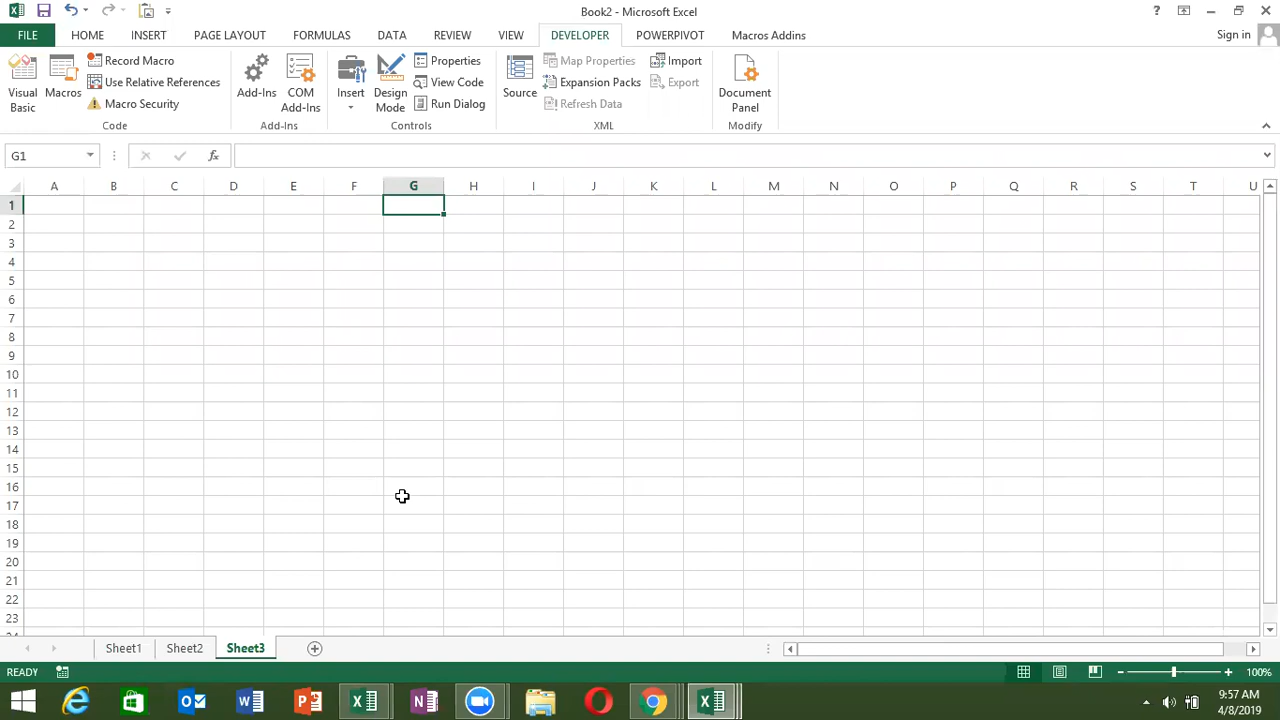 Book2 - Microsoft Excel
?
FILE HOME INSERT PAGE LAYOUT FORMULAS DATA REVIEW VIEW DEVELOPER POWERPIVOT Macros Addins Sign in
Visual Basic
Macros
Record Macro
Use Relative References
Macro Security
Code
Add-Ins
COM Add-Ins
Add-Ins
Insert
Design Mode
Properties
View Code
Run Dialog
Controls
Source
Map Properties
Expansion Packs
Refresh Data
Import
Export
XML
Document Panel
Modify
G1
fx
A B C D E F G H I J K L M N O P Q R S T U
1
2
3
4
5
6
7
8
9
10
11
12
13
14
15
16
17
18
19
20
21
22
23
Sheet1 Sheet2 Sheet3
READY 100%
9:57 AM
4/8/2019